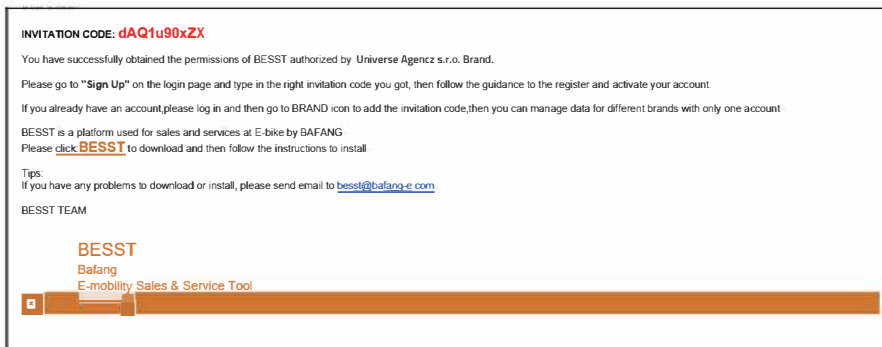 INVITATION CODE: dAQ1u90xZX
You have successfully obtained the permissions of BESST authorized by Universe Agencz s.r.o. Brand.
Please go to "Sign Up" on the login page and type in the right invitation code you got, then follow the guidance to the register and activate your account.
If you already have an account,please log in and then go to BRAND icon to add the invitation code,then you can manage data for different brands with only one account
BESST is a platform used for sales and services at E-bike by BAFANG
Please click:BESST to download and then follow the instructions to install
Tips:
If you have any problems to download or install, please send email to besst@bafang-e.com
BESST TEAM
BESST
Bafang
E-mobility Sales & Service Tool